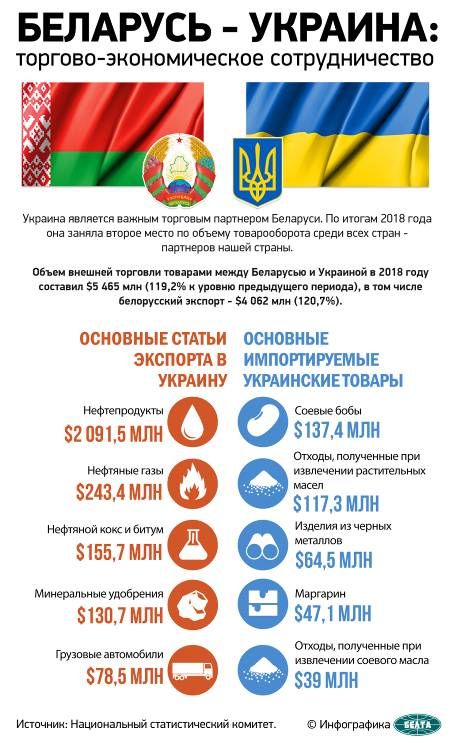 БЕЛАРУСЬ – УКРАИНА:
торгово-экономическое сотрудничество
Украина является важным торговым партнером Беларуси. По итогам 2018 года
она заняла второе место по объему товарооборота среди всех стран -
партнеров нашей страны.
Объем внешней торговли товарами между Беларусью и Украиной в 2018 году
составил $5 465 млн (119,2% к уровню предыдущего периода), в том числе
белорусский экспорт – $4 062 млн (120,7%).
ОСНОВНЫЕ СТАТЬИ
ЭКСПОРТА В
УКРАИНУ
Нефтепродукты
$2 091,5 МЛН
Нефтяные газы
$243,4 МЛН
Нефтяной кокс и битум
$155,7 МЛН
Минеральные удобрения
$130,7 МЛН
Грузовые автомобили
$78,5 МЛН
ОСНОВНЫЕ
ИМПОРТИРУЕМЫЕ
УКРАИНСКИЕ ТОВАРЫ
Соевые бобы
$137,4 МЛН
Отходы, полученные при
извлечении растительных
масел
$117,3 МЛН
Изделия из черных
металлов
$64,5 МЛН
Маргарин
$47,1 МЛН
Отходы, полученные при
извлечении соевого масла
$39 МЛН
Источник: Национальный статистический комитет.
© Инфографика
БЕЛТА